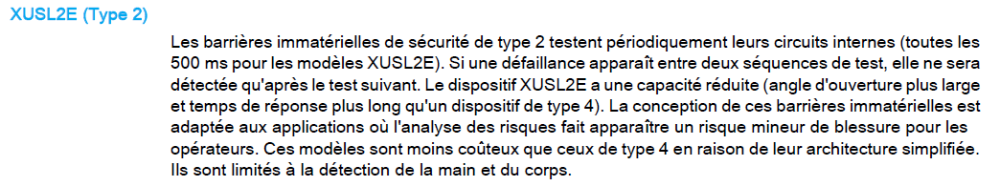 XUSL2E (Type 2)
Les barrières immatérielles de sécurité de type 2 testent périodiquement leurs circuits internes (toutes les
500 ms pour les modèles XUSL2E). Si une défaillance apparaît entre deux séquences de test, elle ne sera
détectée qu'après le test suivant. Le dispositif XUSL2E a une capacité réduite (angle d'ouverture plus large
et temps de réponse plus long qu'un dispositif de type 4). La conception de ces barrières immatérielles est
adaptée aux applications où l'analyse des risques fait apparaître un risque mineur de blessure pour les
opérateurs. Ces modèles sont moins coûteux que ceux de type 4 en raison de leur architecture simplifiée.
Ils sont limités à la détection de la main et du corps.